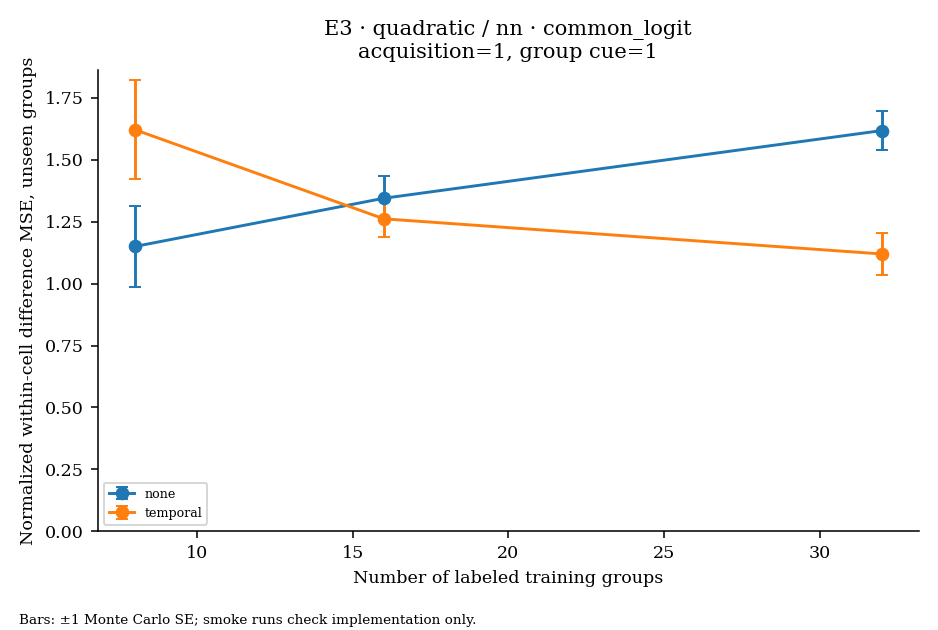 E3 · quadratic / nn · common_logit
acquisition=1, group cue=1
Normalized within-cell difference MSE, unseen groups
1.75
1.50
1.25
1.00
0.75
0.50
0.25
0.00
none
temporal
10
15
20
25
30
Number of labeled training groups
Bars: ±1 Monte Carlo SE; smoke runs check implementation only.